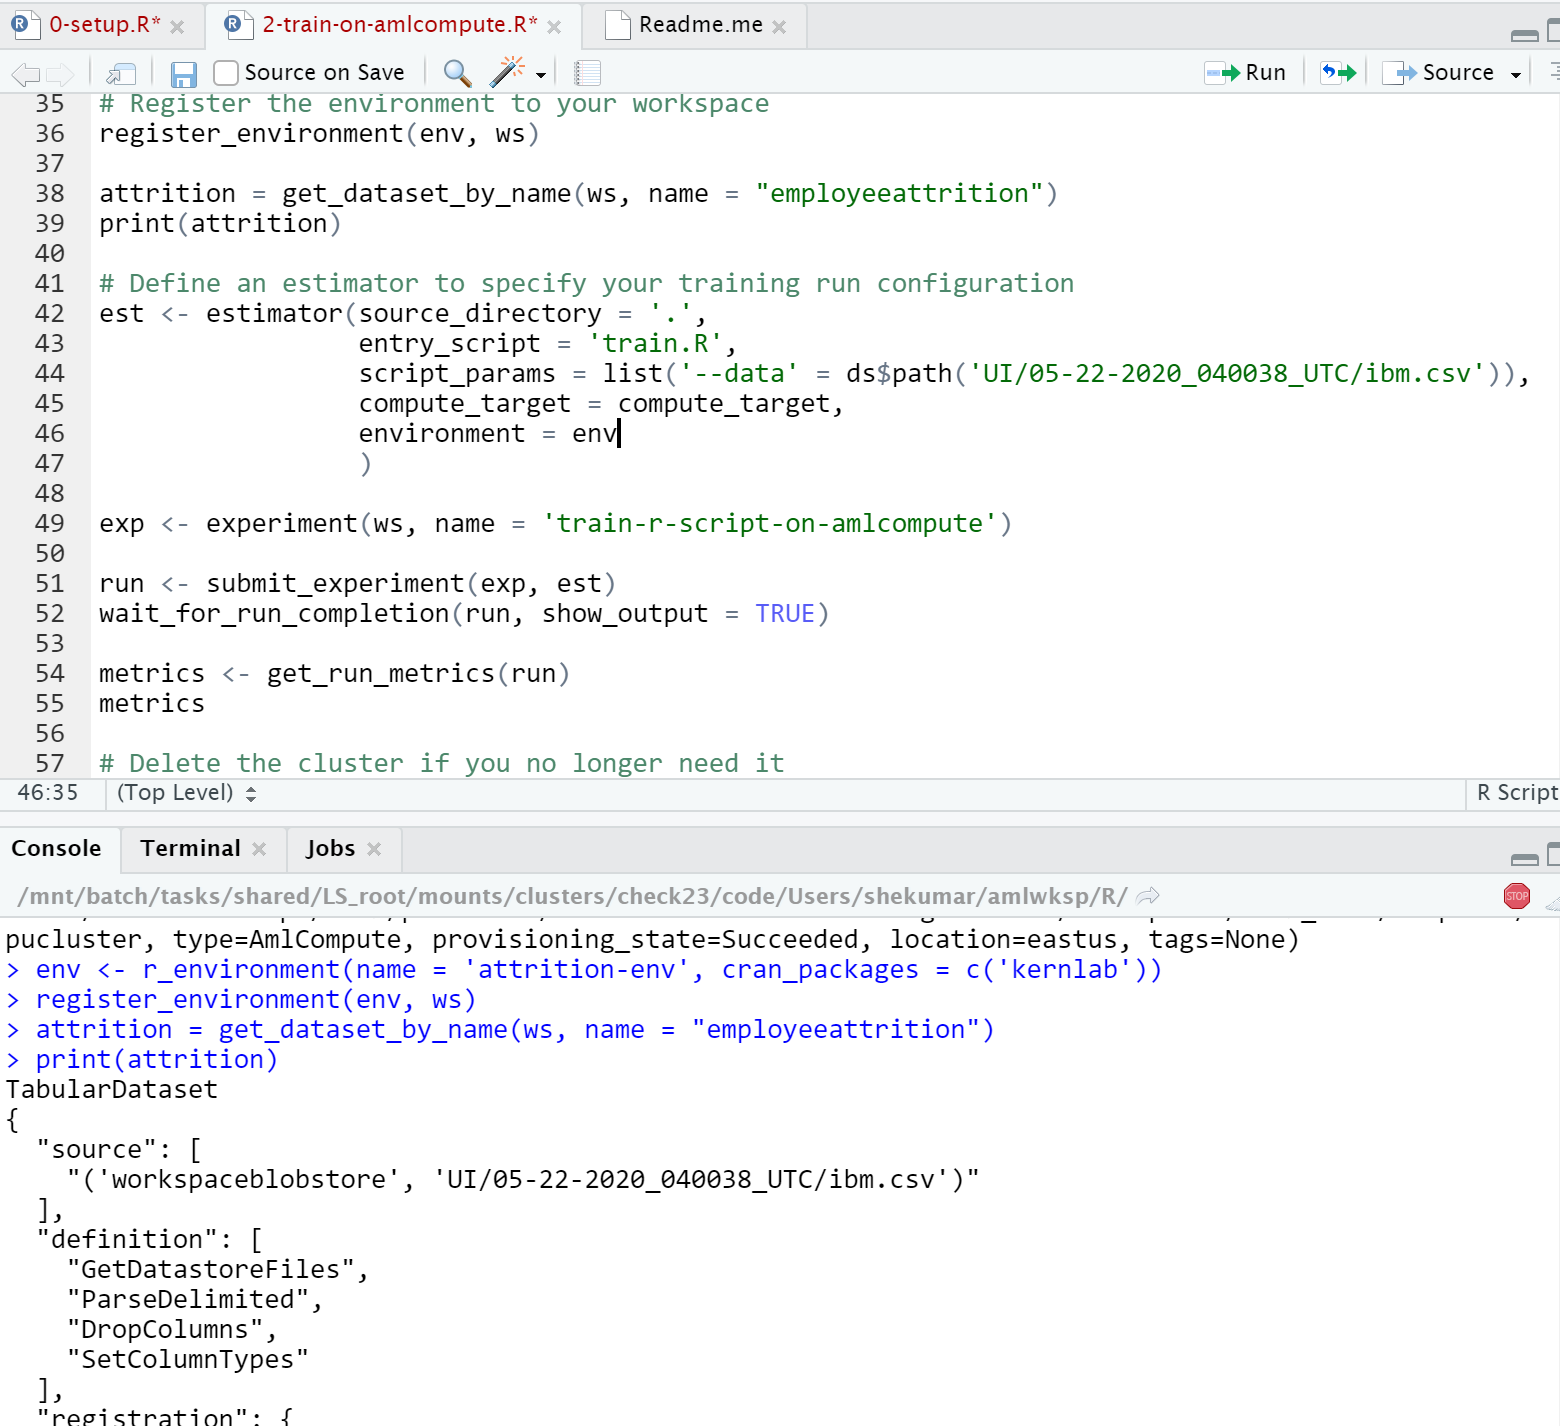 0-setup.R* 2-train-on-amlcompute.R* Readme.me
Source on Save Run Source
35 # Register the environment to your workspace
36 register_environment(env, ws)
37
38 attrition = get_dataset_by_name(ws, name = "employeeattrition")
39 print(attrition)
40
41 # Define an estimator to specify your training run configuration
42 est <- estimator(source_directory = '.',
43 entry_script = 'train.R',
44 script_params = list('--data' = ds$path('UI/05-22-2020_040038_UTC/ibm.csv')),
45 compute_target = compute_target,
46 environment = env
47 )
48
49 exp <- experiment(ws, name = 'train-r-script-on-amlcompute')
50
51 run <- submit_experiment(exp, est)
52 wait_for_run_completion(run, show_output = TRUE)
53
54 metrics <- get_run_metrics(run)
55 metrics
56
57 # Delete the cluster if you no longer need it
46:35 (Top Level) R Script
Console Terminal Jobs
/mnt/batch/tasks/shared/LS_root/mounts/clusters/check23/code/Users/shekumar/amlwksp/R/ STOP
pucluster, type=AmlCompute, provisioning_state=Succeeded, location=eastus, tags=None)
> env <- r_environment(name = 'attrition-env', cran_packages = c('kernlab'))
> register_environment(env, ws)
> attrition = get_dataset_by_name(ws, name = "employeeattrition")
> print(attrition)
TabularDataset
{
"source": [
"('workspaceblobstore', 'UI/05-22-2020_040038_UTC/ibm.csv')"
],
"definition": [
"GetDatastoreFiles",
"ParseDelimited",
"DropColumns",
"SetColumnTypes"
],
"registration": {